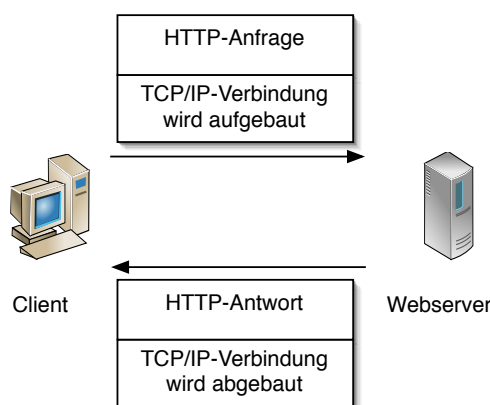 HTTP-Anfrage
TCP/IP-Verbindung
wird aufgebaut
Client
Webserver
HTTP-Antwort
TCP/IP-Verbindung
wird abgebaut